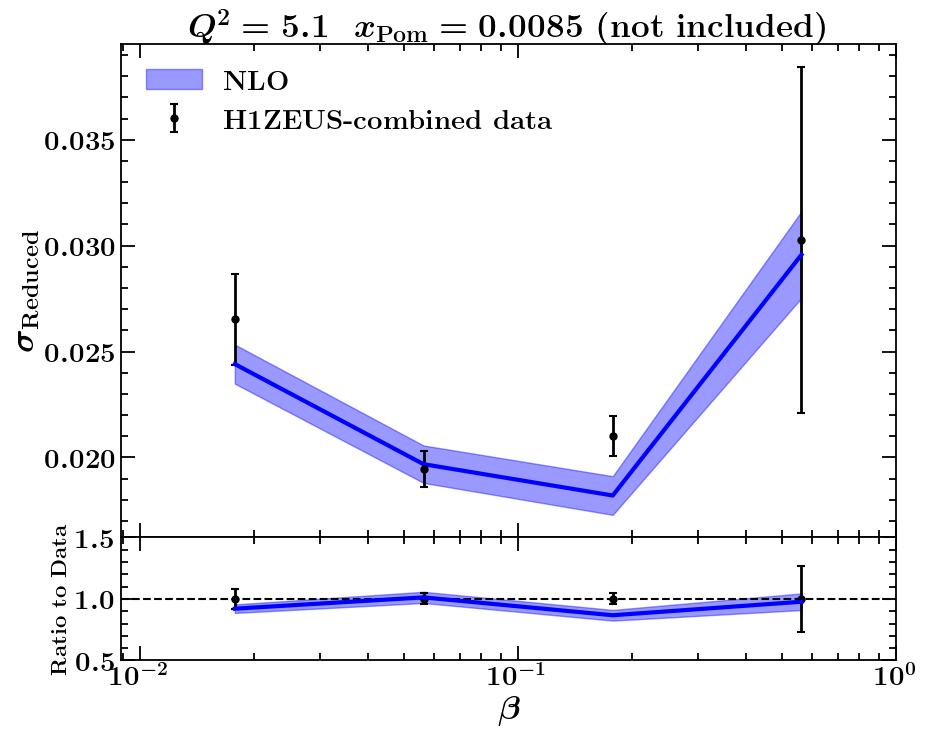 Q² = 5.1 x_Pom = 0.0085 (not included)
NLO
H1ZEUS-combined data
σ_Reduced
0.035
0.030
0.025
0.020
Ratio to Data
1.5
1.0
0.5
10⁻² 10⁻¹ 10⁰
β